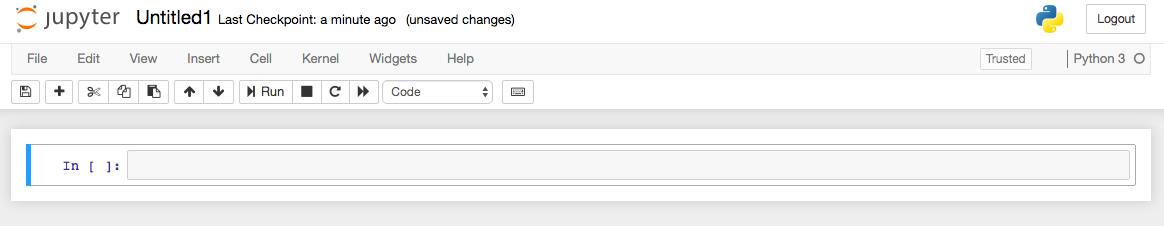 jupyter Untitled1 Last Checkpoint: a minute ago (unsaved changes) Logout
File Edit View Insert Cell Kernel Widgets Help Trusted Python 3
Run Code
In [ ]: